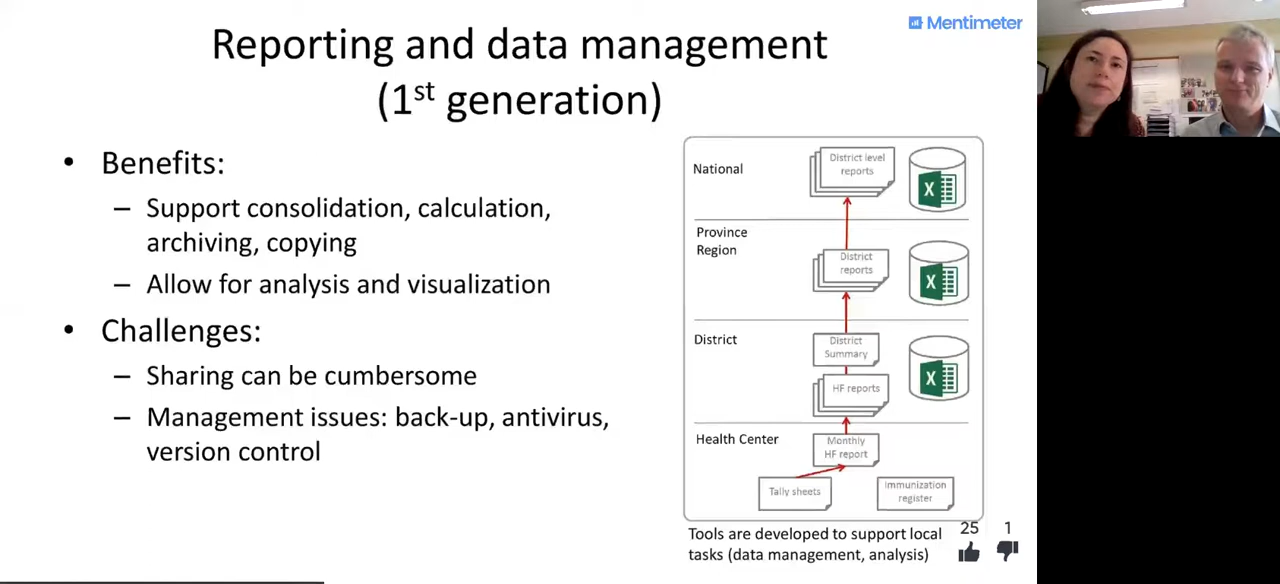 Mentimeter
Reporting and data management
(1st generation)
• Benefits:
– Support consolidation, calculation,
archiving, copying
– Allow for analysis and visualization
• Challenges:
– Sharing can be cumbersome
– Management issues: back-up, antivirus,
version control
National
District level
reports
X
Province
Region
District
reports
X
District
District
Summary
HF reports
X
Health Center
Monthly
HF report
Tally sheets
Immunization
register
Tools are developed to support local
tasks (data management, analysis)
25
1